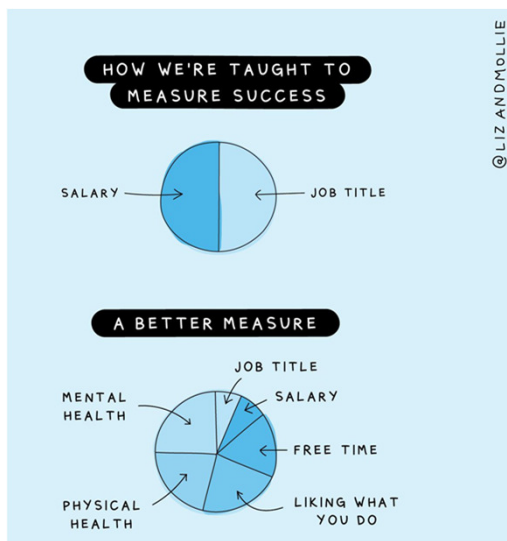 HOW WE'RE TAUGHT TO
MEASURE SUCCESS
@LIZANDMOLLIE
SALARY
JOB TITLE
A BETTER MEASURE
JOB TITLE
SALARY
MENTAL
HEALTH
FREE TIME
LIKING WHAT
YOU DO
PHYSICAL
HEALTH